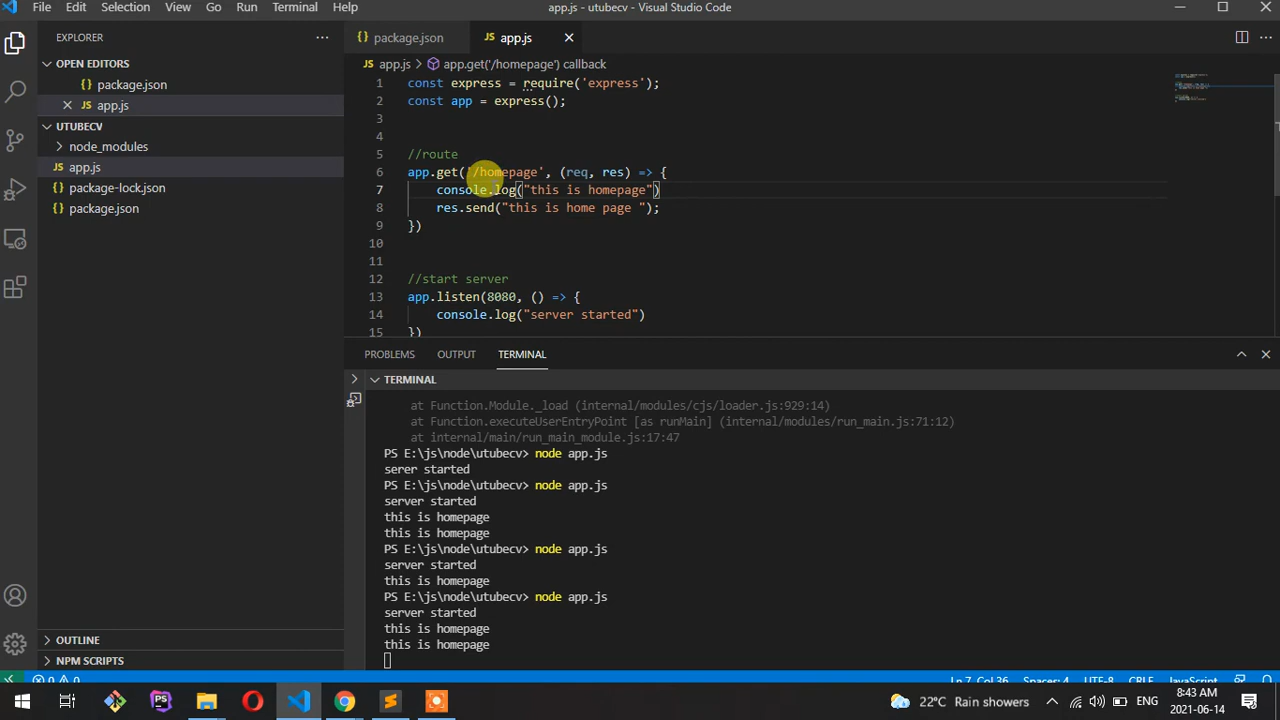 File Edit Selection View Go Run Terminal Help
app.js - utubecv - Visual Studio Code
EXPLORER
OPEN EDITORS
package.json
app.js
UTUBECV
node_modules
JS app.js
package-lock.json
package.json
OUTLINE
NPM SCRIPTS
package.json
JS app.js
JS app.js > app.get('/homepage') callback
1 const express = require('express');
2 const app = express();
3
4
5 //route
6 app.get('/homepage', (req, res) => {
7 console.log("this is homepage")
8 res.send("this is home page ");
9 })
10
11
12 //start server
13 app.listen(8080, () => {
14 console.log("server started")
15 })
PROBLEMS OUTPUT TERMINAL
TERMINAL
at Function.Module._load (internal/modules/cjs/loader.js:929:14)
at Function.executeUserEntryPoint [as runMain] (internal/modules/run_main.js:71:12)
at internal/main/run_main_module.js:17:47
PS E:\js\node\utubecv> node app.js
serer started
PS E:\js\node\utubecv> node app.js
server started
this is homepage
this is homepage
PS E:\js\node\utubecv> node app.js
server started
this is homepage
PS E:\js\node\utubecv> node app.js
server started
this is homepage
this is homepage
0 0 Ln 7, Col 36 Spaces: 4 UTF-8 CRLF JavaScript
PS
22°C Rain showers
ENG
8:43 AM
2021-06-14